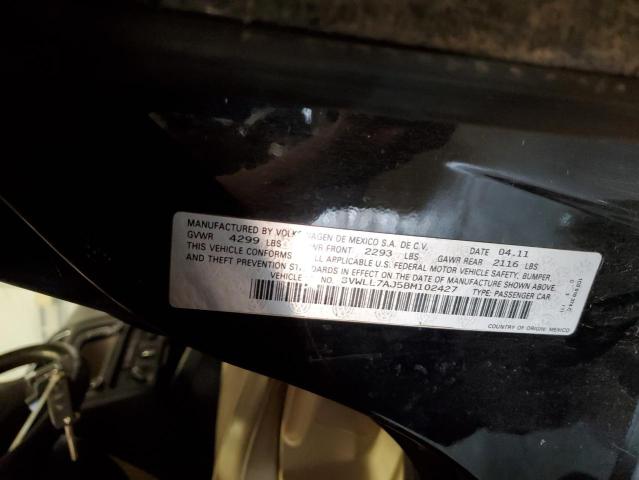 MANUFACTURED BY VOLKSWAGEN DE MEXICO S.A. DE C.V.
GVWR 4299 LBS GAWR FRONT 2293 LBS GAWR REAR 2116 LBS DATE 04.11
THIS VEHICLE CONFORMS TO ALL APPLICABLE U.S. FEDERAL MOTOR VEHICLE SAFETY, BUMPER,
AND THEFT PREVENTION STANDARDS IN EFFECT ON THE DATE OF MANUFACTURE SHOWN ABOVE
VEHICLE NO. 3VWLL7AJ5BM102427 TYPE: PASSENGER CAR
COUNTRY OF ORIGIN: MEXICO